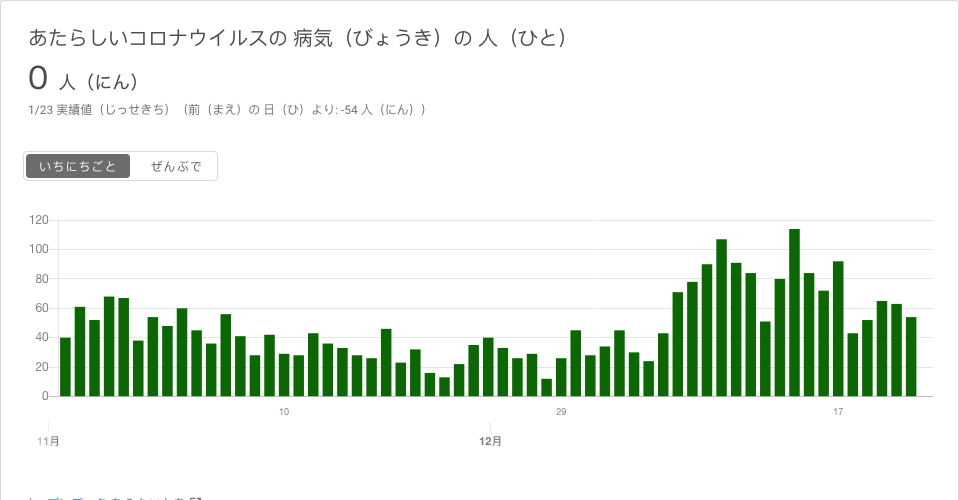 あたらしいコロナウイルスの 病気（びょうき）の 人（ひと）
0 人（にん）
1/23 実績値（じっせきち）（前（まえ）の 日（ひ）より: -54 人（にん））
いちにちごと ぜんぶで
120
100
80
60
40
20
0
10 29 17
11月 12月